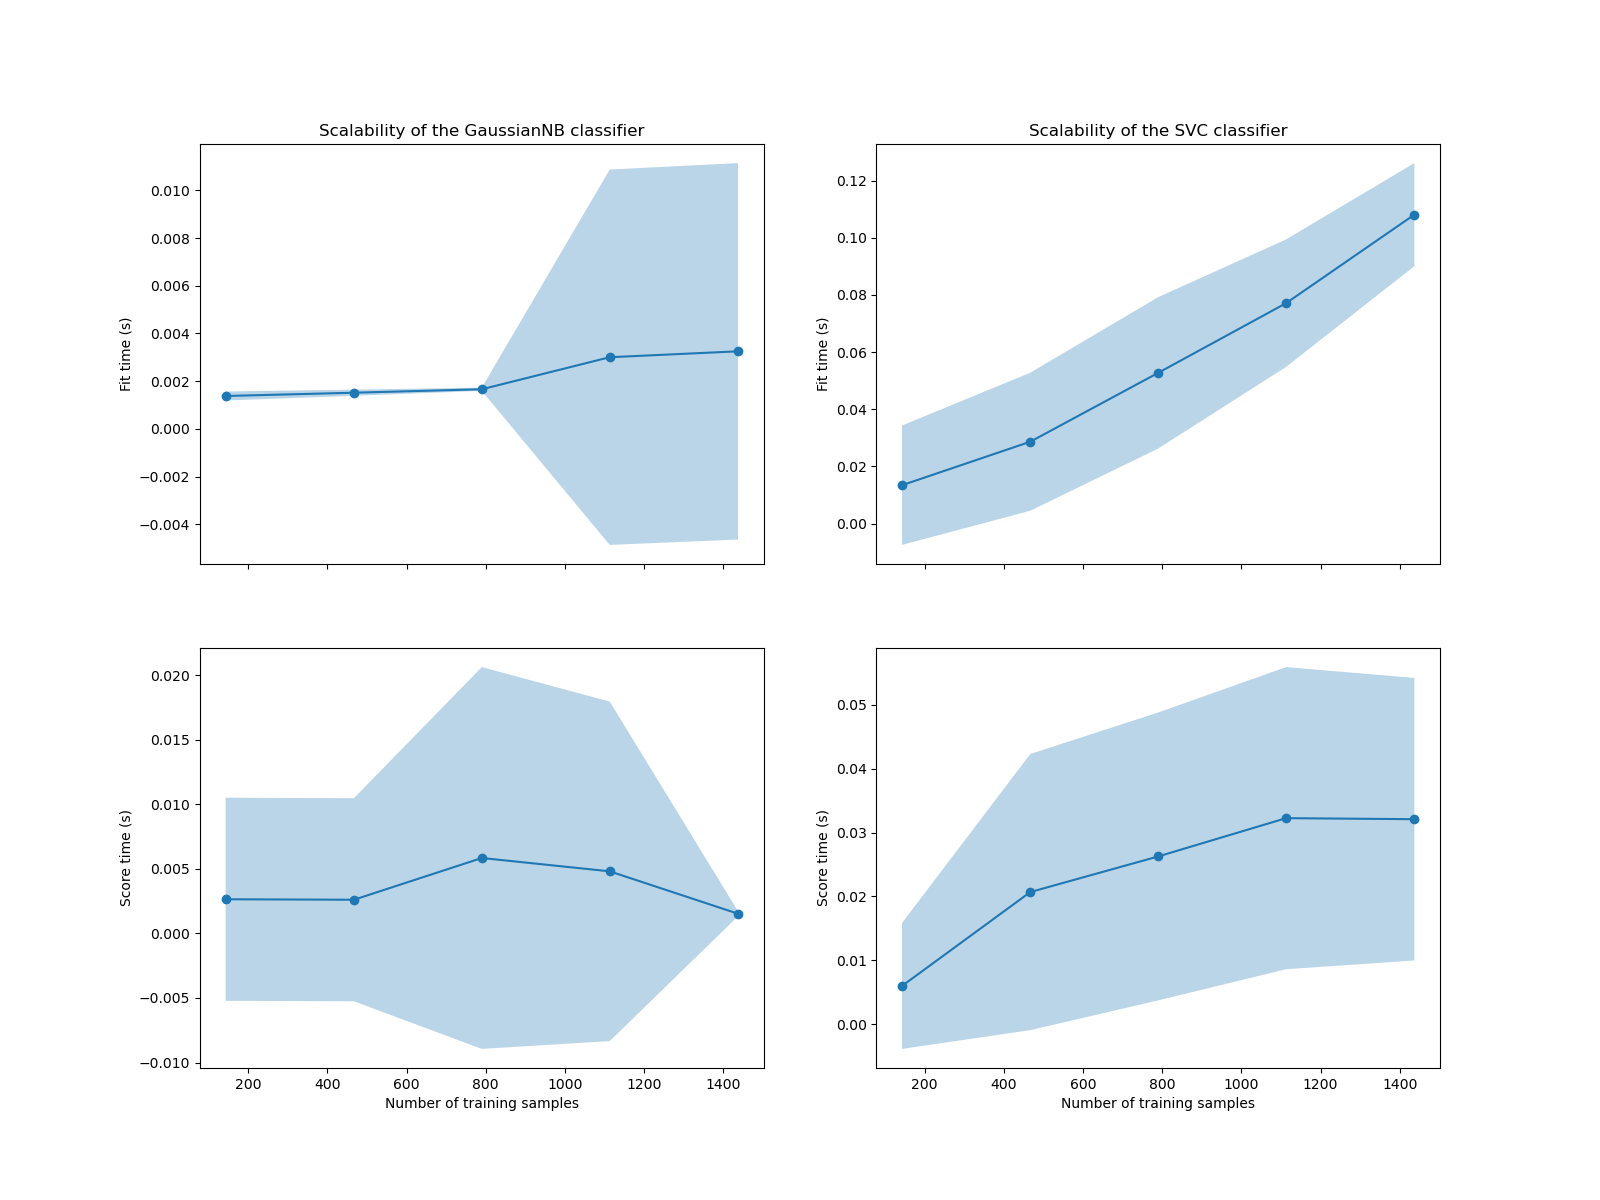 Scalability of the GaussianNB classifier
0.010
0.008
0.006
0.004
0.002
0.000
−0.002
−0.004
Fit time (s)
Scalability of the SVC classifier
0.12
0.10
0.08
0.06
0.04
0.02
0.00
Fit time (s)
0.020
0.015
0.010
0.005
0.000
−0.005
−0.010
Score time (s)
200 400 600 800 1000 1200 1400
Number of training samples
0.05
0.04
0.03
0.02
0.01
0.00
Score time (s)
200 400 600 800 1000 1200 1400
Number of training samples